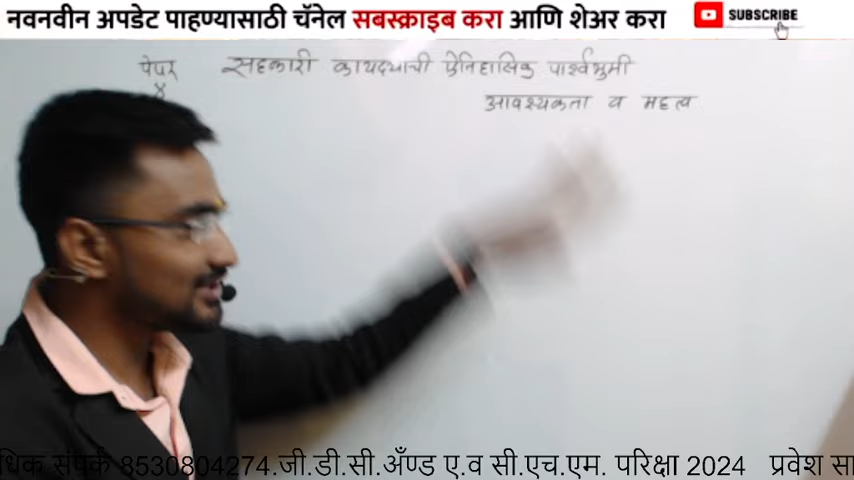 नवनवीन अपडेट पाहण्यासाठी चॅनेल सबस्क्राइब करा आणि शेअर करा
SUBSCRIBE
पेपर सहकारी कायदयाची ऐतिहासिक पार्श्वभुमी
४
आवश्यकता व महत्व
धिक संपर्क 8530804274.जी.डी.सी.अँण्ड ए.व सी.एच.एम. परिक्षा 2024 प्रवेश सा